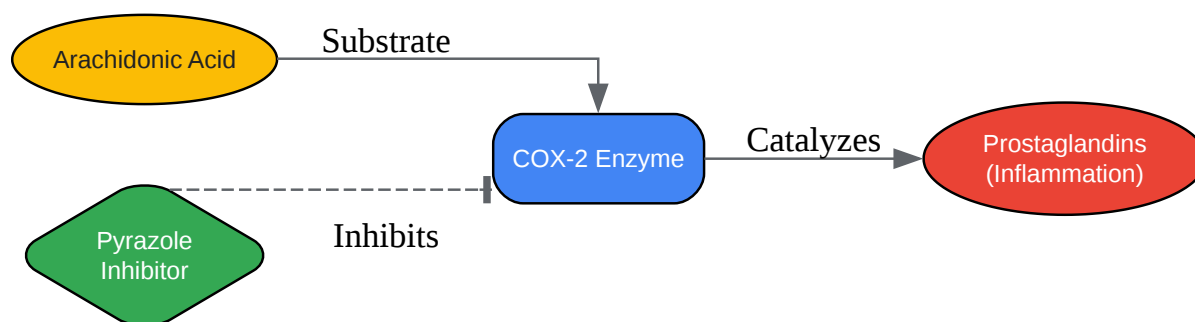 Arachidonic Acid
Substrate
COX-2 Enzyme
Catalyzes
Prostaglandins
(Inflammation)
Pyrazole
Inhibitor
Inhibits